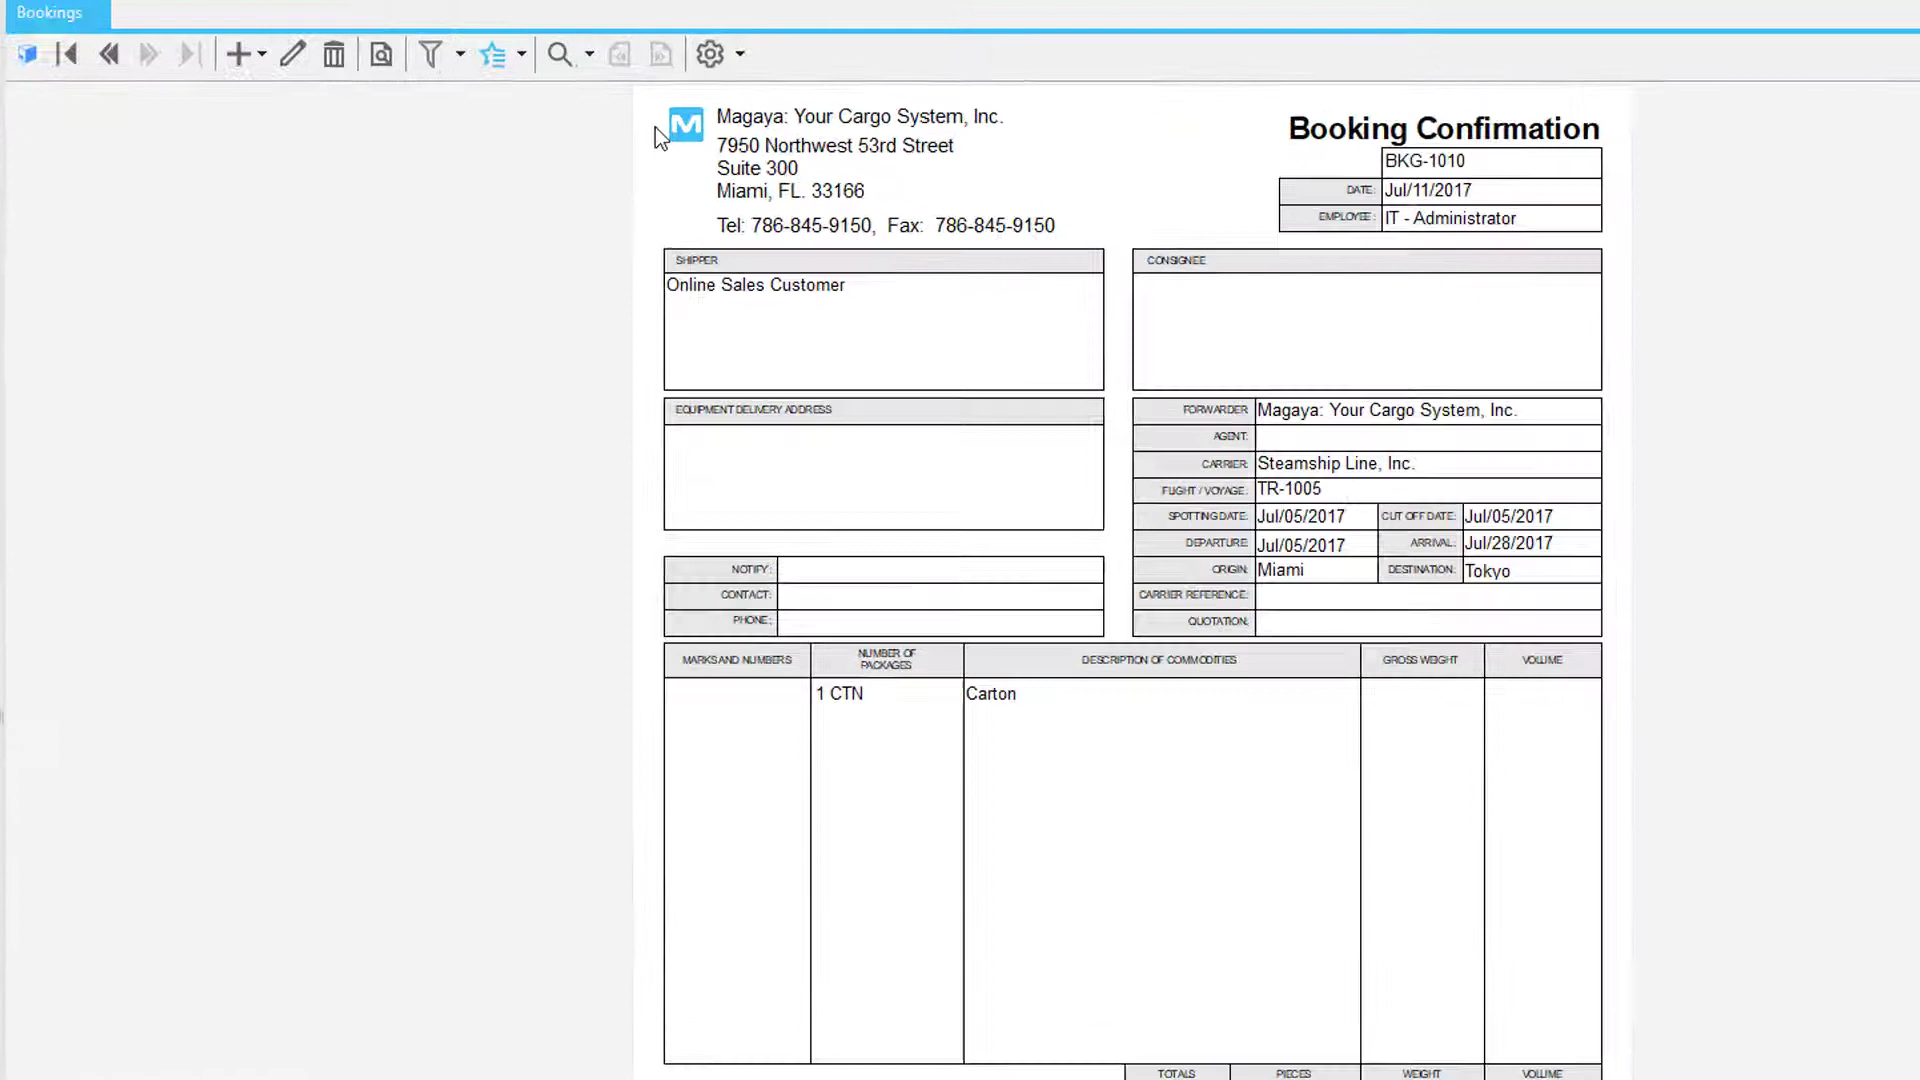 Bookings
M
Magaya: Your Cargo System, Inc.
7950 Northwest 53rd Street
Suite 300
Miami, FL. 33166
Tel: 786-845-9150, Fax: 786-845-9150
Booking Confirmation
BKG-1010
DATE: Jul/11/2017
EMPLOYEE: IT - Administrator
SHIPPER
Online Sales Customer
CONSIGNEE
EQUIPMENT DELIVERY ADDRESS
FORWARDER Magaya: Your Cargo System, Inc.
AGENT:
CARRIER: Steamship Line, Inc.
FLIGHT / VOYAGE: TR-1005
SPOTTING DATE: Jul/05/2017 CUT OFF DATE: Jul/05/2017
DEPARTURE: Jul/05/2017 ARRIVAL: Jul/28/2017
ORIGIN: Miami DESTINATION: Tokyo
CARRIER REFERENCE:
QUOTATION:
NOTIFY:
CONTACT:
PHONE:
MARKS AND NUMBERS NUMBER OF PACKAGES DESCRIPTION OF COMMODITIES GROSS WEIGHT VOLUME
1 CTN Carton
TOTALS PIECES WEIGHT VOLUME